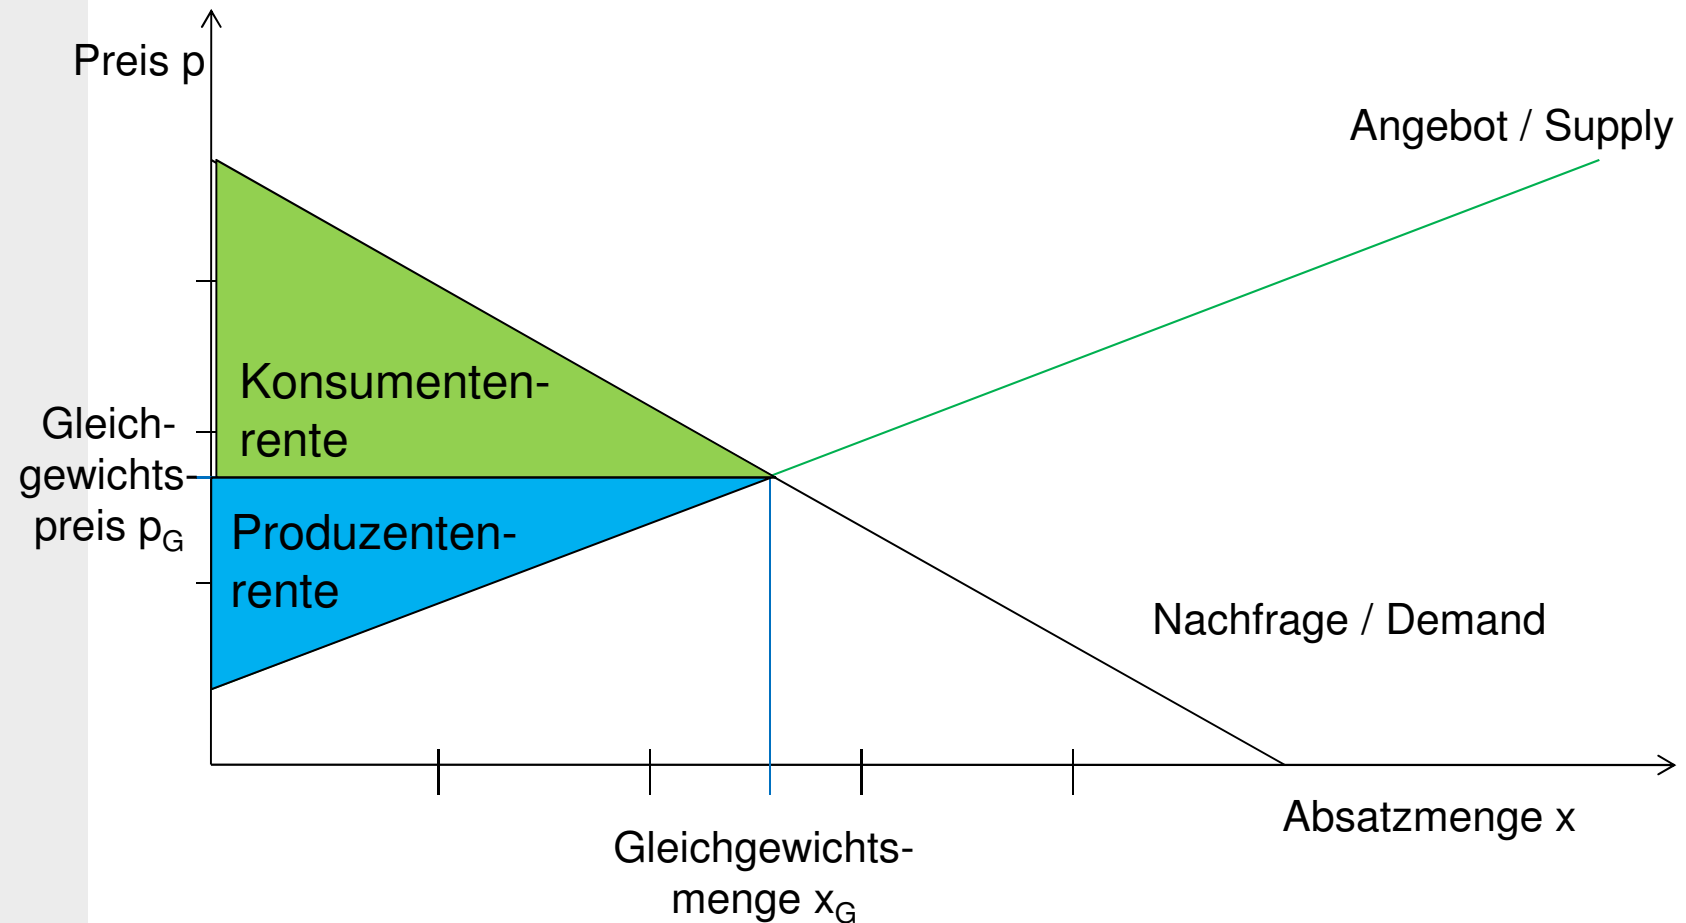 Preis p
Angebot / Supply
Konsumenten-
rente
Gleich-
gewichts-
preis pG
Produzenten-
rente
Nachfrage / Demand
Absatzmenge x
Gleichgewichts-
menge xG